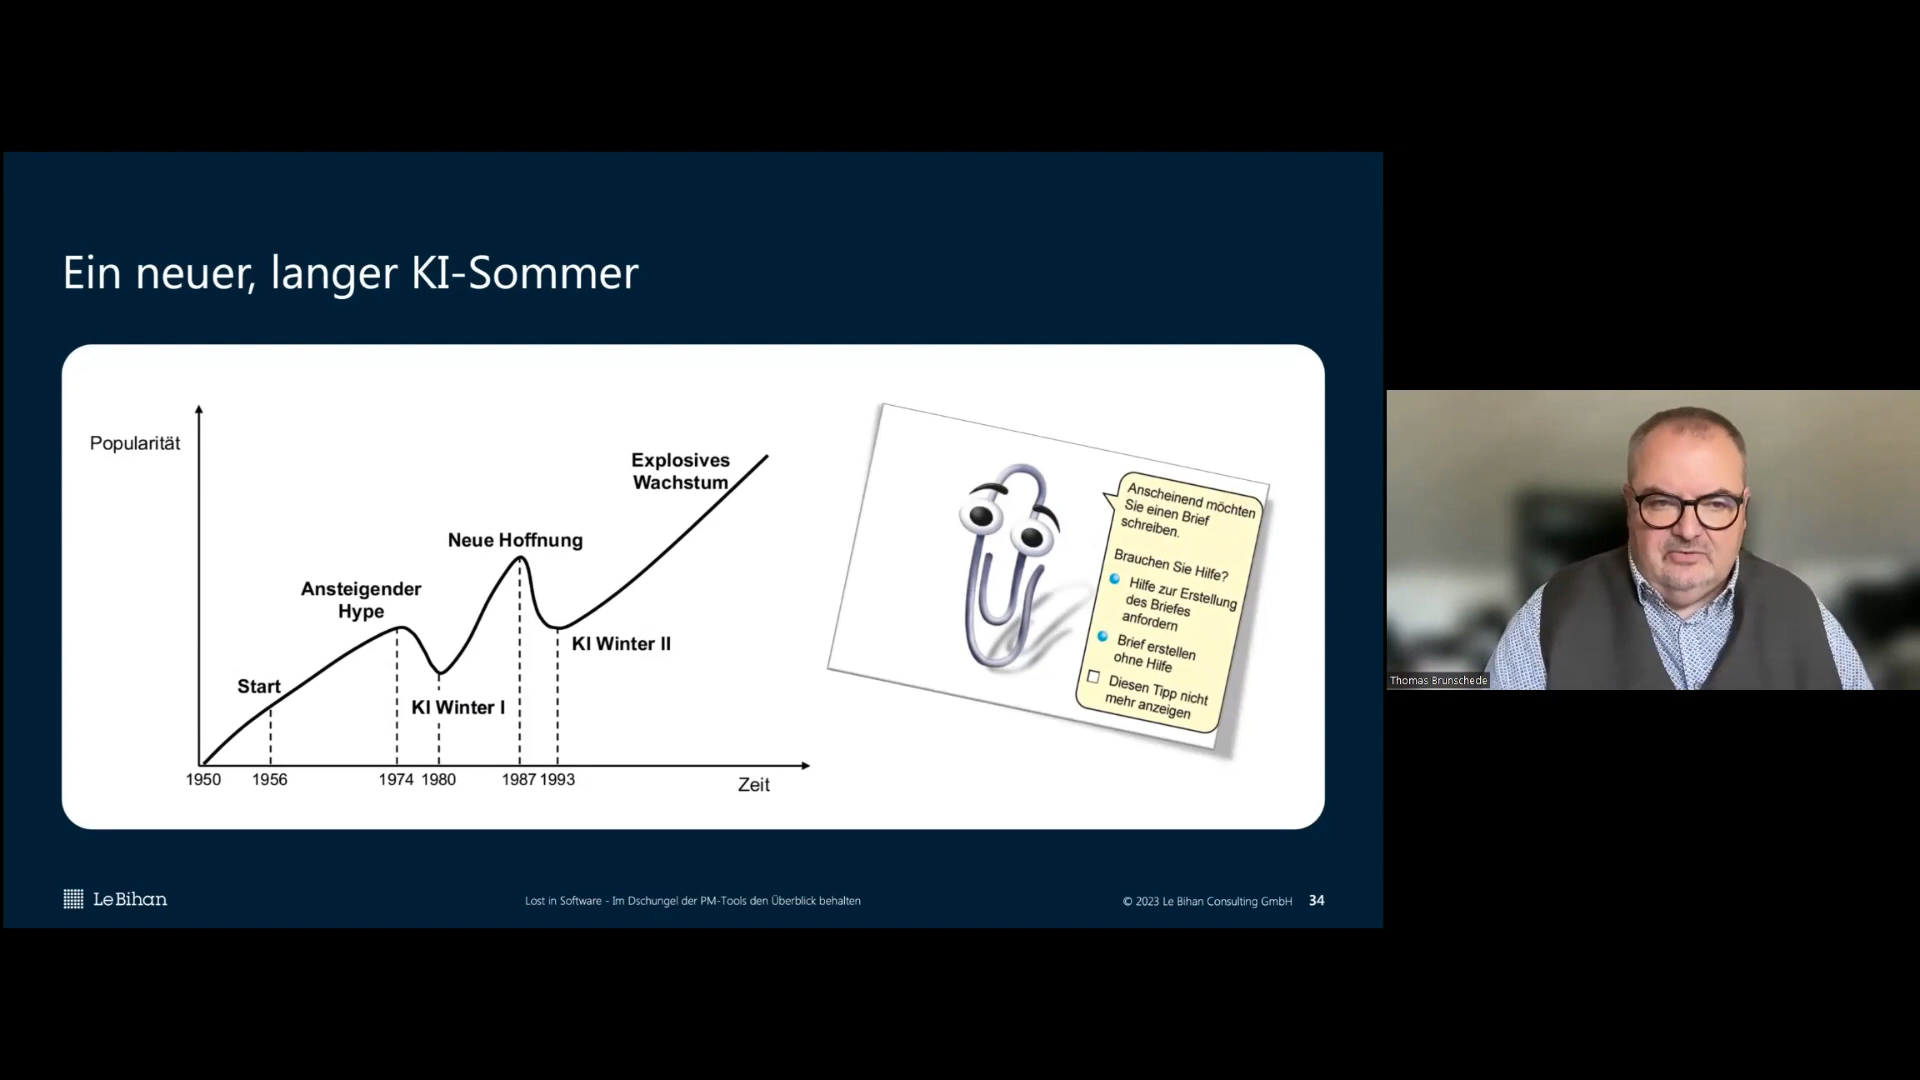 Ein neuer, langer KI-Sommer
Popularität
Explosives
Wachstum
Neue Hoffnung
Ansteigender
Hype
KI Winter II
Start
KI Winter I
1950 1956 1974 1980 1987 1993
Zeit
Anscheinend möchten
Sie einen Brief
schreiben.
Brauchen Sie Hilfe?
Hilfe zur Erstellung
des Briefes
anfordern
Brief erstellen
ohne Hilfe
Diesen Tipp nicht
mehr anzeigen
Thomas Brunschede
Le Bihan
Lost in Software - Im Dschungel der PM-Tools den Überblick behalten
© 2023 Le Bihan Consulting GmbH 34